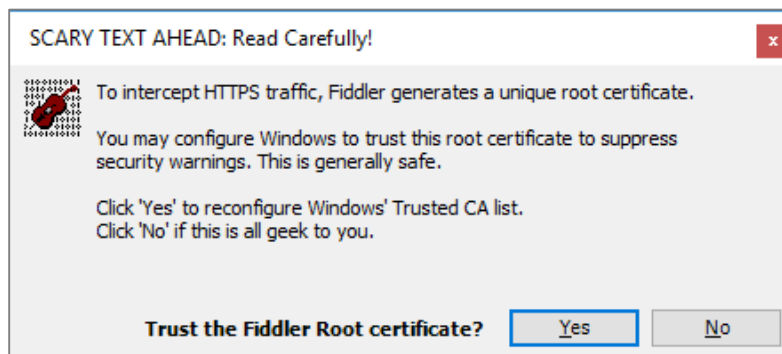 SCARY TEXT AHEAD: Read Carefully!
x
To intercept HTTPS traffic, Fiddler generates a unique root certificate.
You may configure Windows to trust this root certificate to suppress
security warnings. This is generally safe.
Click 'Yes' to reconfigure Windows' Trusted CA list.
Click 'No' if this is all geek to you.
Trust the Fiddler Root certificate? Yes No